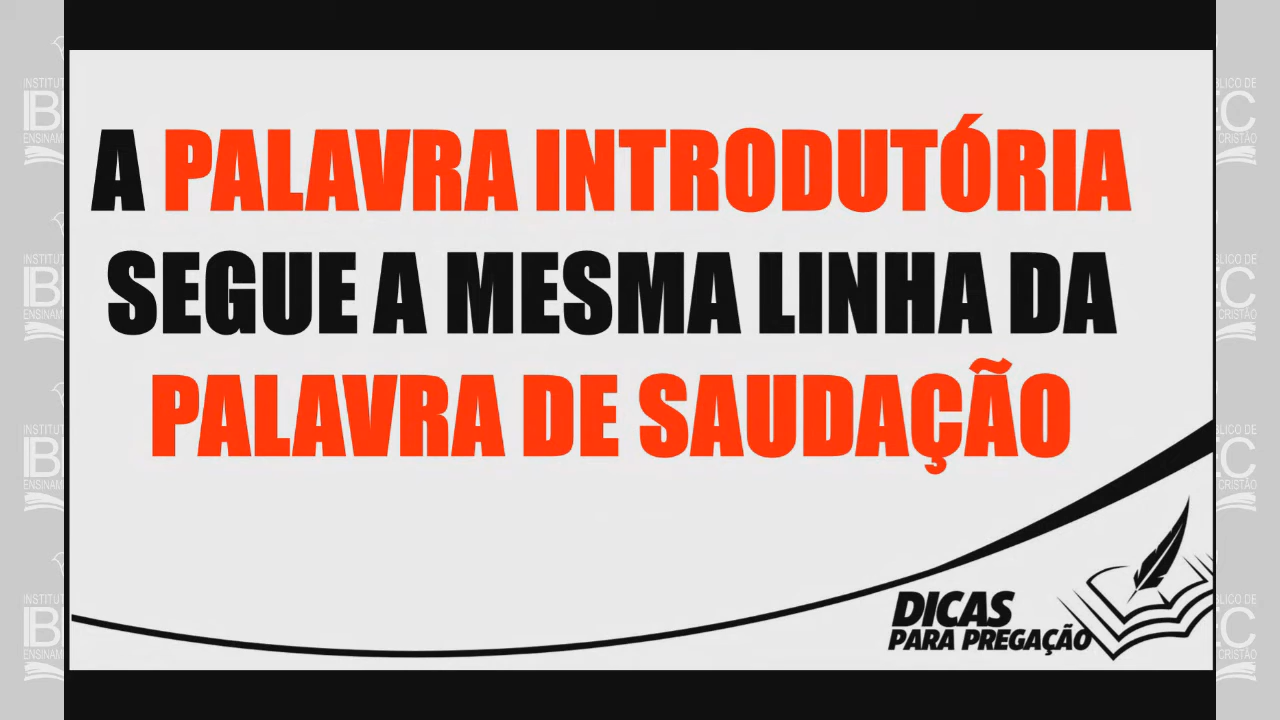 A PALAVRA INTRODUTÓRIA
SEGUE A MESMA LINHA DA
PALAVRA DE SAUDAÇÃO
DICAS
PARA PREGAÇÃO